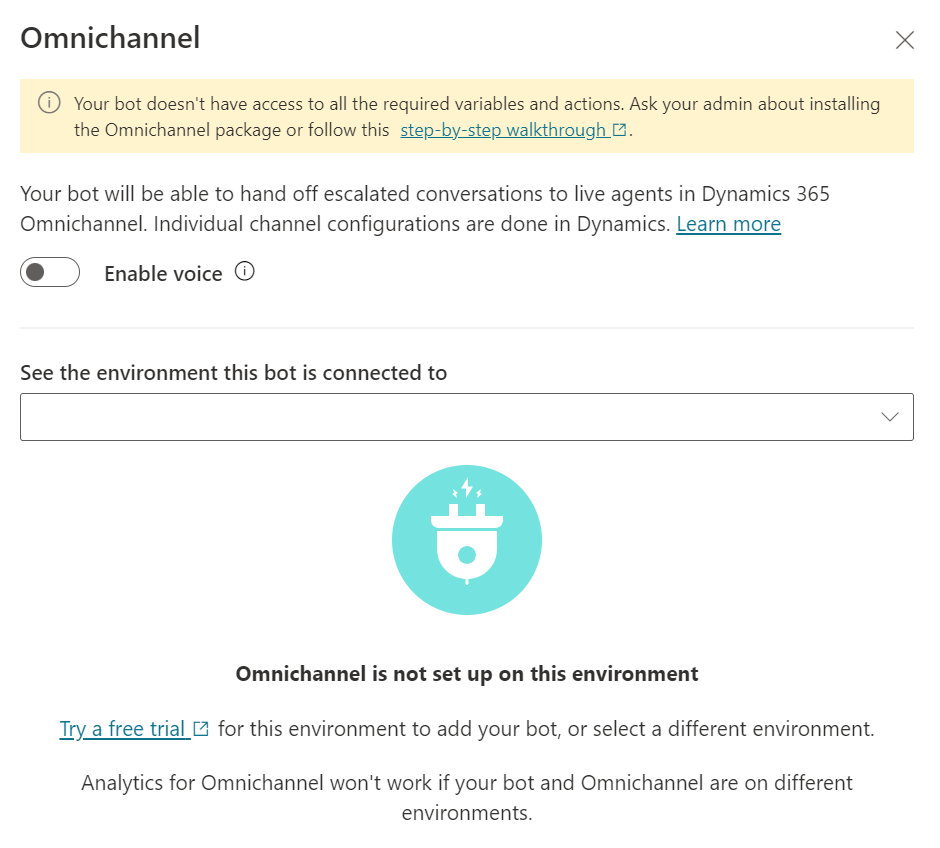 Omnichannel
Your bot doesn't have access to all the required variables and actions. Ask your admin about installing
the Omnichannel package or follow this step-by-step walkthrough .
Your bot will be able to hand off escalated conversations to live agents in Dynamics 365
Omnichannel. Individual channel configurations are done in Dynamics. Learn more
Enable voice
See the environment this bot is connected to
Omnichannel is not set up on this environment
Try a free trial for this environment to add your bot, or select a different environment.
Analytics for Omnichannel won't work if your bot and Omnichannel are on different
environments.